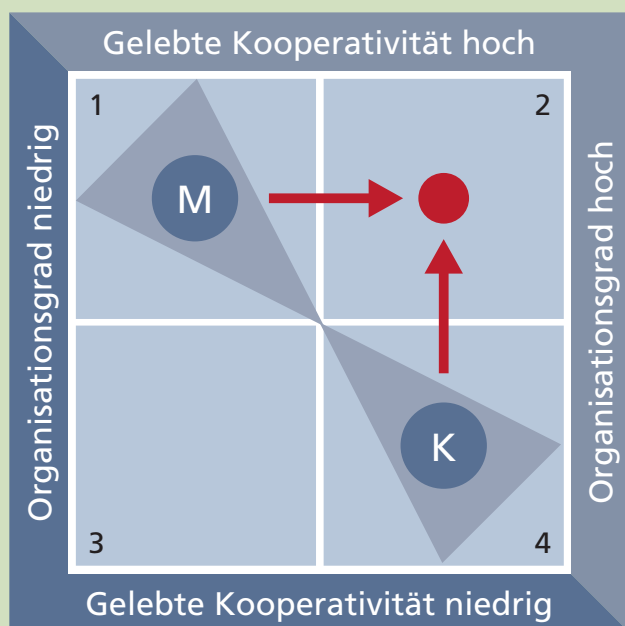 Gelebte Kooperativität hoch
1
2
Organisationsgrad niedrig
M
Organisationsgrad hoch
K
3
4
Gelebte Kooperativität niedrig